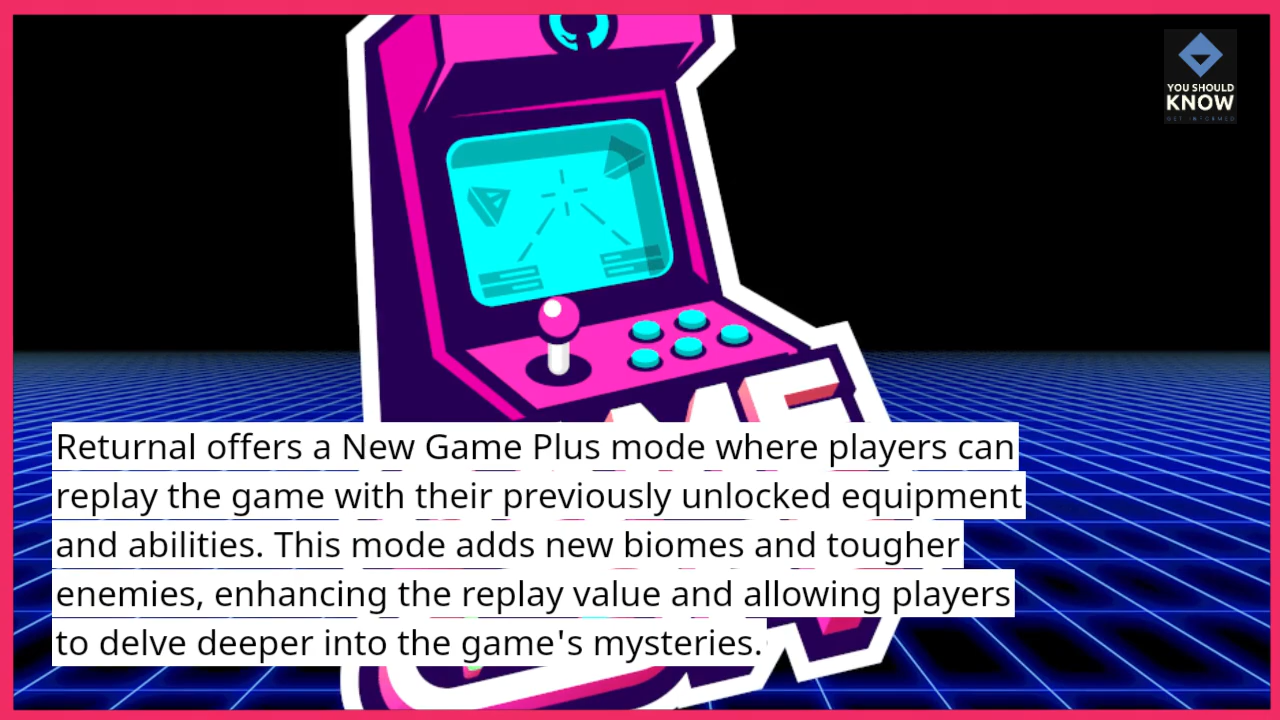 YOU SHOULD
KNOW
GET INFORMED
Returnal offers a New Game Plus mode where players can
replay the game with their previously unlocked equipment
and abilities. This mode adds new biomes and tougher
enemies, enhancing the replay value and allowing players
to delve deeper into the game's mysteries.